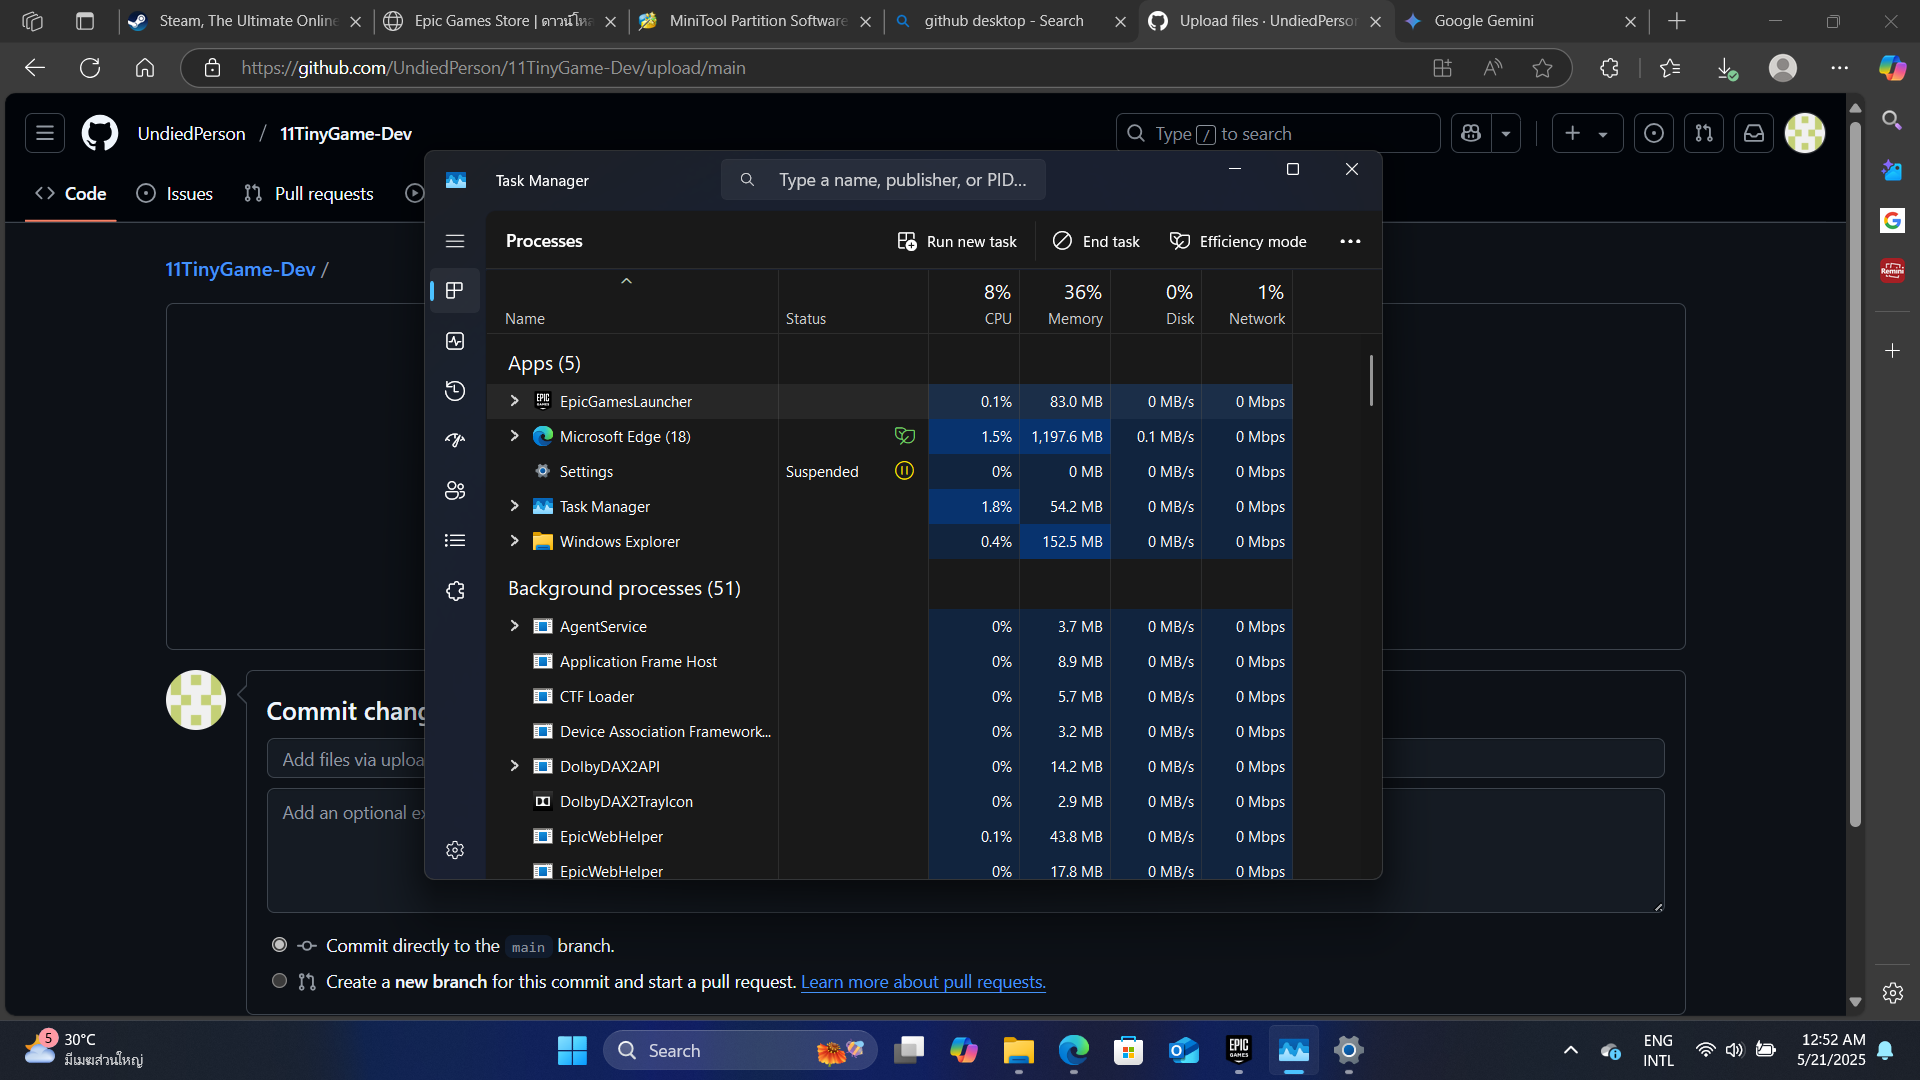 Steam, The Ultimate Online
Epic Games Store | ดาวน์โห
MiniTool Partition Software
github desktop - Search
Upload files · UndiedPerson
Google Gemini
https://github.com/UndiedPerson/11TinyGame-Dev/upload/main
UndiedPerson / 11TinyGame-Dev
Type / to search
Code
Issues
Pull requests
11TinyGame-Dev /
Task Manager
Type a name, publisher, or PID...
Processes
Run new task
End task
Efficiency mode
8% 36% 0% 1%
Name Status CPU Memory Disk Network
Apps (5)
EpicGamesLauncher 0.1% 83.0 MB 0 MB/s 0 Mbps
Microsoft Edge (18) 1.5% 1,197.6 MB 0.1 MB/s 0 Mbps
Settings Suspended 0% 0 MB 0 MB/s 0 Mbps
Task Manager 1.8% 54.2 MB 0 MB/s 0 Mbps
Windows Explorer 0.4% 152.5 MB 0 MB/s 0 Mbps
Background processes (51)
AgentService 0% 3.7 MB 0 MB/s 0 Mbps
Application Frame Host 0% 8.9 MB 0 MB/s 0 Mbps
CTF Loader 0% 5.7 MB 0 MB/s 0 Mbps
Device Association Framework... 0% 3.2 MB 0 MB/s 0 Mbps
DolbyDAX2API 0% 14.2 MB 0 MB/s 0 Mbps
DolbyDAX2TrayIcon 0% 2.9 MB 0 MB/s 0 Mbps
EpicWebHelper 0.1% 43.8 MB 0 MB/s 0 Mbps
EpicWebHelper 0% 17.8 MB 0 MB/s 0 Mbps
Commit chang
Add files via uploa
Add an optional ex
Commit directly to the main branch.
Create a new branch for this commit and start a pull request. Learn more about pull requests.
5
30°C
มีเมฆส่วนใหญ่
Search
EPIC
GAMES
ENG
INTL
12:52 AM
5/21/2025